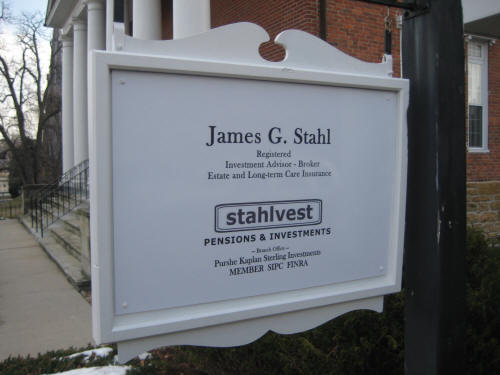 James G. Stahl
Registered
Investment Advisor - Broker
Estate and Long-term Care Insurance
stahlvest
PENSIONS & INVESTMENTS
-- Branch Office --
Purshe Kaplan Sterling Investments
MEMBER SIPC FINRA